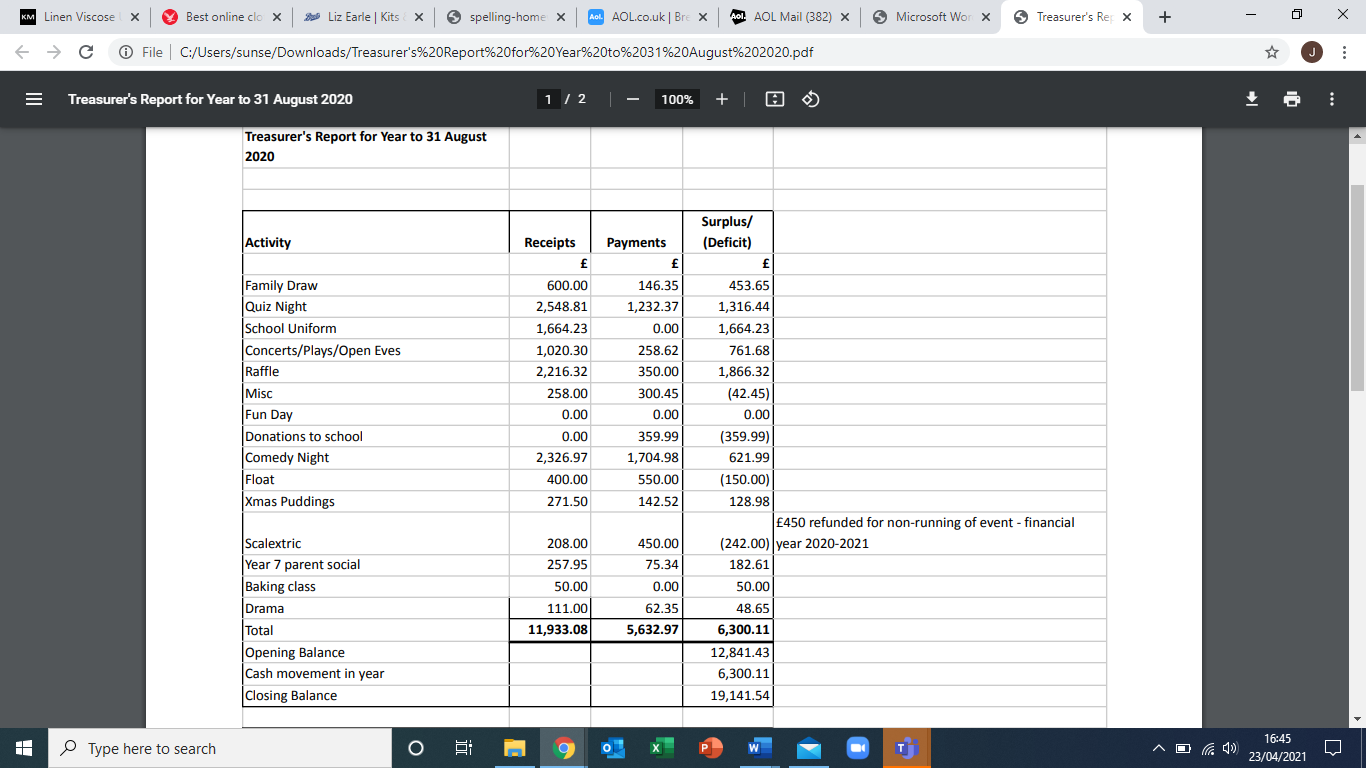 Linen Viscose
Best online clo
Liz Earle | Kits
spelling-home
AOL.co.uk | Bre
AOL Mail (382)
Microsoft Wor
Treasurer's Rep
File C:/Users/sunse/Downloads/Treasurer's%20Report%20for%20Year%20to%2031%20August%202020.pdf J
Treasurer's Report for Year to 31 August 2020 1 / 2 100%
Treasurer's Report for Year to 31 August
2020
Surplus/
Activity Receipts Payments (Deficit)
£ £ £
Family Draw 600.00 146.35 453.65
Quiz Night 2,548.81 1,232.37 1,316.44
School Uniform 1,664.23 0.00 1,664.23
Concerts/Plays/Open Eves 1,020.30 258.62 761.68
Raffle 2,216.32 350.00 1,866.32
Misc 258.00 300.45 (42.45)
Fun Day 0.00 0.00 0.00
Donations to school 0.00 359.99 (359.99)
Comedy Night 2,326.97 1,704.98 621.99
Float 400.00 550.00 (150.00)
Xmas Puddings 271.50 142.52 128.98
£450 refunded for non-running of event - financial
Scalextric 208.00 450.00 (242.00) year 2020-2021
Year 7 parent social 257.95 75.34 182.61
Baking class 50.00 0.00 50.00
Drama 111.00 62.35 48.65
Total 11,933.08 5,632.97 6,300.11
Opening Balance 12,841.43
Cash movement in year 6,300.11
Closing Balance 19,141.54
Type here to search
16:45
23/04/2021